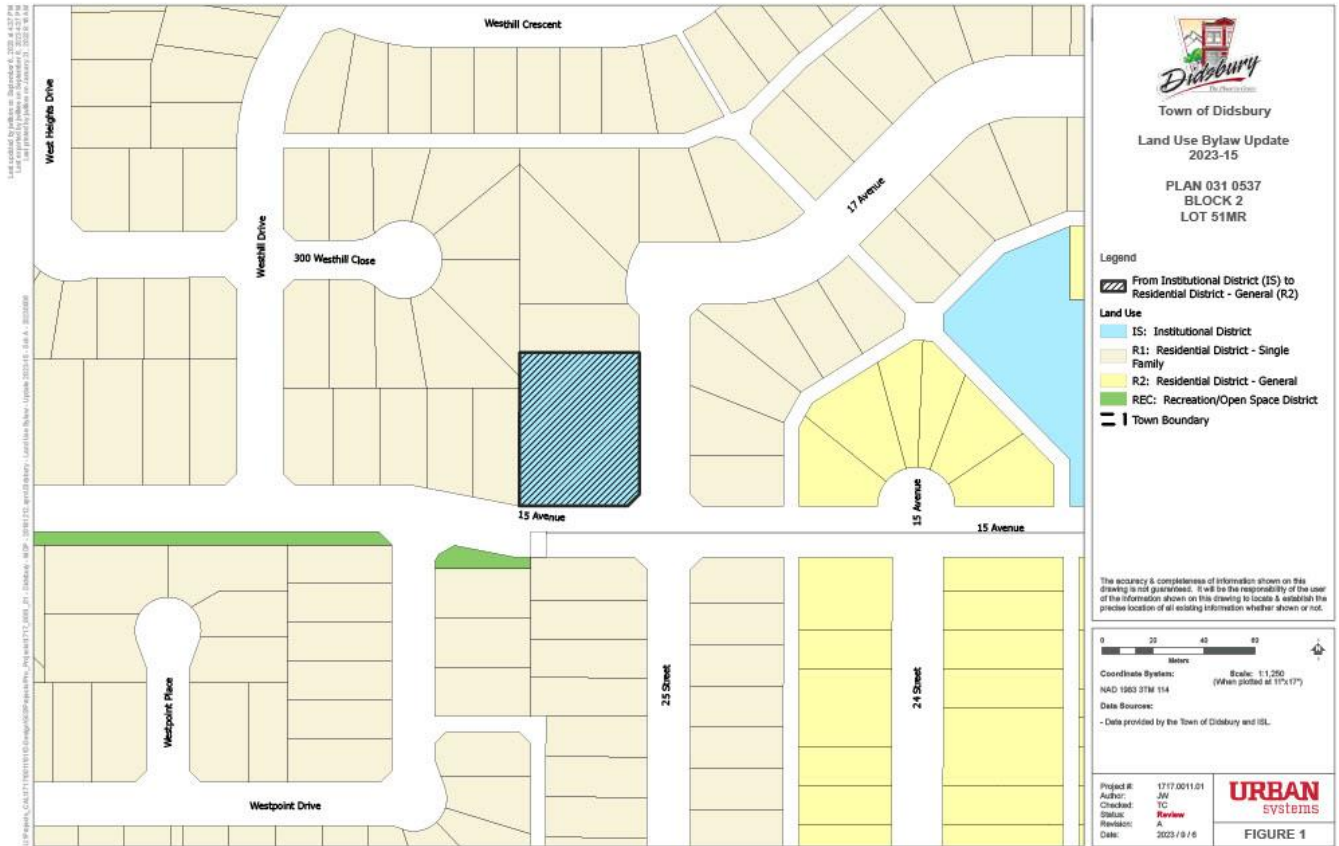 Westhill Crescent
West Heights Drive
Westhill Drive
300 Westhill Close
17 Avenue
15 Avenue
15 Avenue
15 Avenue
25 Street
24 Street
Westpoint Place
Westpoint Drive
Didsbury
Town of Didsbury
Land Use Bylaw Update
2023-15
PLAN 031 0537
BLOCK 2
LOT 51MR
Legend
From Institutional District (IS) to
Residential District - General (R2)
Land Use
IS: Institutional District
R1: Residential District - Single
Family
R2: Residential District - General
REC: Recreation/Open Space District
Town Boundary
The accuracy & completeness of information shown on this
drawing is not guaranteed. It will be the responsibility of the user
of the information shown on this drawing to locate & establish the
precise location of all existing information whether shown or not.
0 20 40 60
Meters
Coordinate System:
NAD 1983 3TM 114
Scale: 1:1,250
(When plotted at 11"x17")
Data Sources:
- Data provided by the Town of Didsbury and ISL.
Project #: 1717.0011.01
Author: JW
Checked: TC
Status: Review
Revision: A
Date: 2023 / 9 / 6
URBAN
systems
FIGURE 1